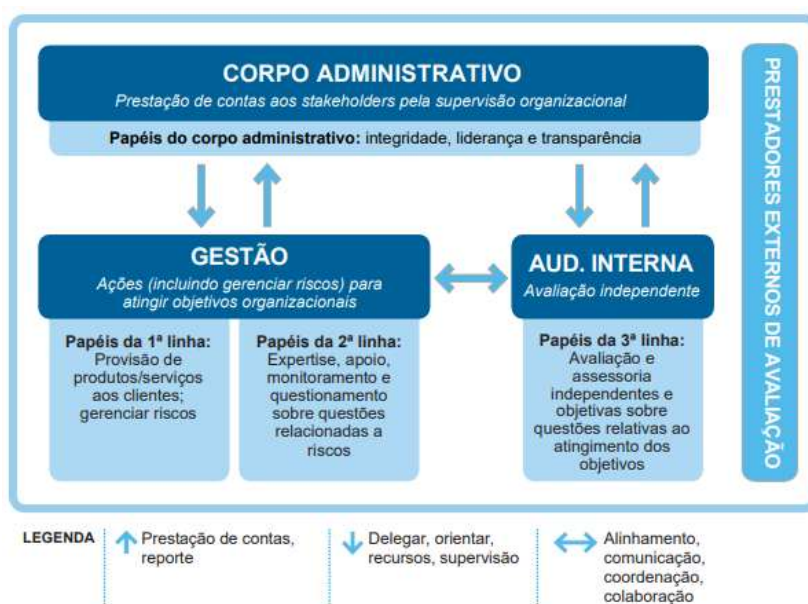 CORPO ADMINISTRATIVO
Prestação de contas aos stakeholders pela supervisão organizacional
Papéis do corpo administrativo: integridade, liderança e transparência
GESTÃO
Ações (incluindo gerenciar riscos) para
atingir objetivos organizacionais
Papéis da 1ª linha:
Provisão de
produtos/serviços
aos clientes;
gerenciar riscos
Papéis da 2ª linha:
Expertise, apoio,
monitoramento e
questionamento
sobre questões
relacionadas a
riscos
AUD. INTERNA
Avaliação independente
Papéis da 3ª linha:
Avaliação e
assessoria
independentes e
objetivas sobre
questões relativas ao
atingimento dos
objetivos
PRESTADORES EXTERNOS DE AVALIAÇÃO
LEGENDA
Prestação de contas,
reporte
Delegar, orientar,
recursos, supervisão
Alinhamento,
comunicação,
coordenação,
colaboração